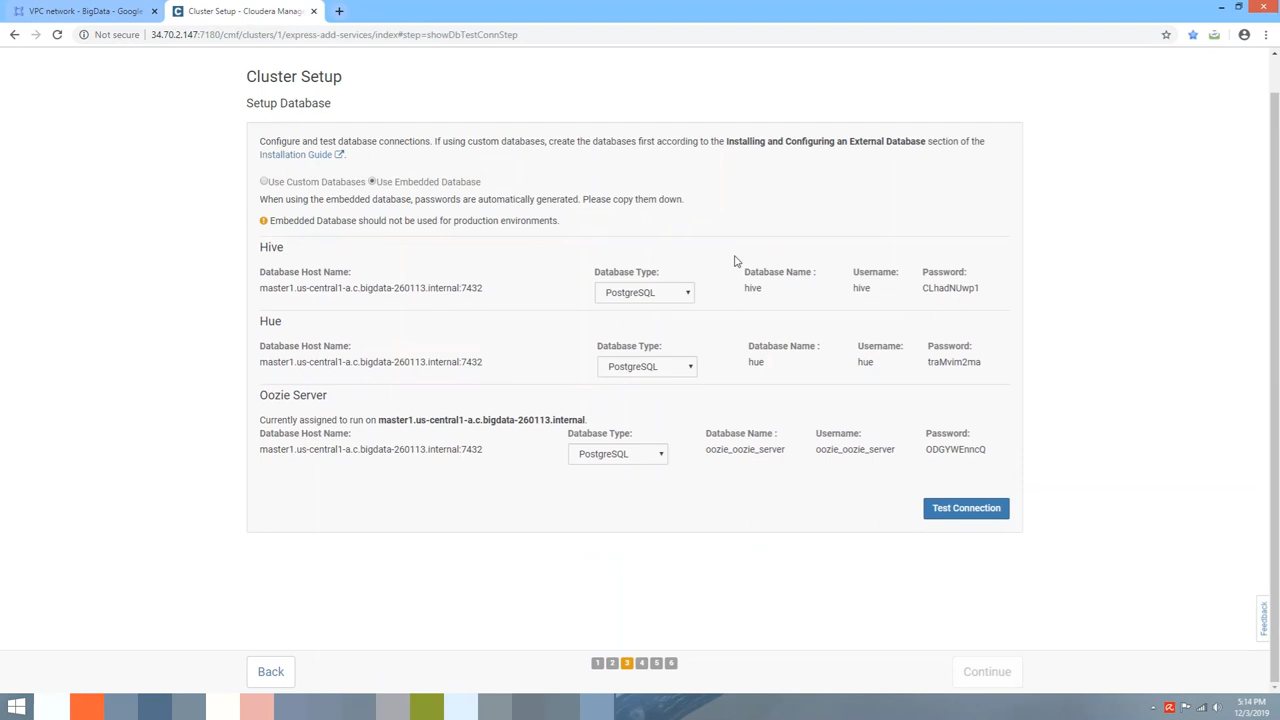 VPC network - BigData - Google
Cluster Setup - Cloudera Mana
Not secure
34.70.2.147:7180/cmf/clusters/1/express-add-services/index#step=showDbTestConnStep
Cluster Setup
Setup Database
Configure and test database connections. If using custom databases, create the databases first according to the Installing and Configuring an External Database section of the
Installation Guide.
Use Custom Databases Use Embedded Database
When using the embedded database, passwords are automatically generated. Please copy them down.
Embedded Database should not be used for production environments.
Hive
Database Host Name: Database Type: Database Name : Username: Password:
master1.us-central1-a.c.bigdata-260113.internal:7432 PostgreSQL hive hive CLhadNUwp1
Hue
Database Host Name: Database Type: Database Name : Username: Password:
master1.us-central1-a.c.bigdata-260113.internal:7432 PostgreSQL hue hue traMvim2ma
Oozie Server
Currently assigned to run on master1.us-central1-a.c.bigdata-260113.internal.
Database Host Name: Database Type: Database Name : Username: Password:
master1.us-central1-a.c.bigdata-260113.internal:7432 PostgreSQL oozie_oozie_server oozie_oozie_server ODGYWEnncQ
Test Connection
Feedback
Back 1 2 3 4 5 6 Continue
5:14 PM
12/3/2019